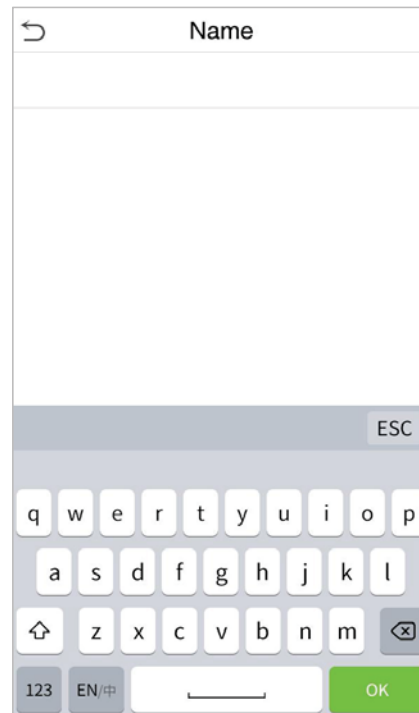 Name
ESC
q w e r t y u i o p
a s d f g h j k l
z x c v b n m
123 EN/中 OK